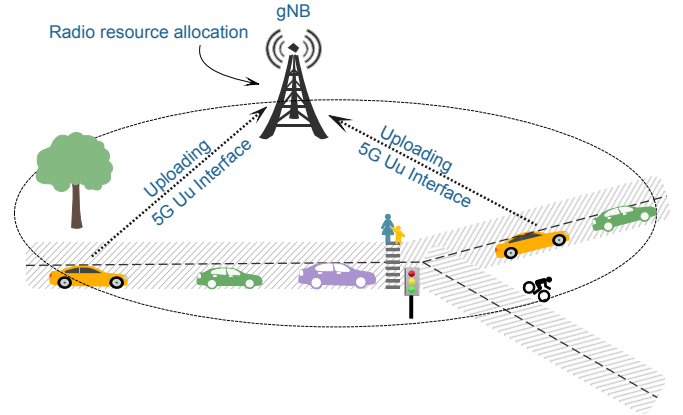 gNB
Radio resource allocation
Uploading
5G Uu Interface
Uploading
5G Uu Interface